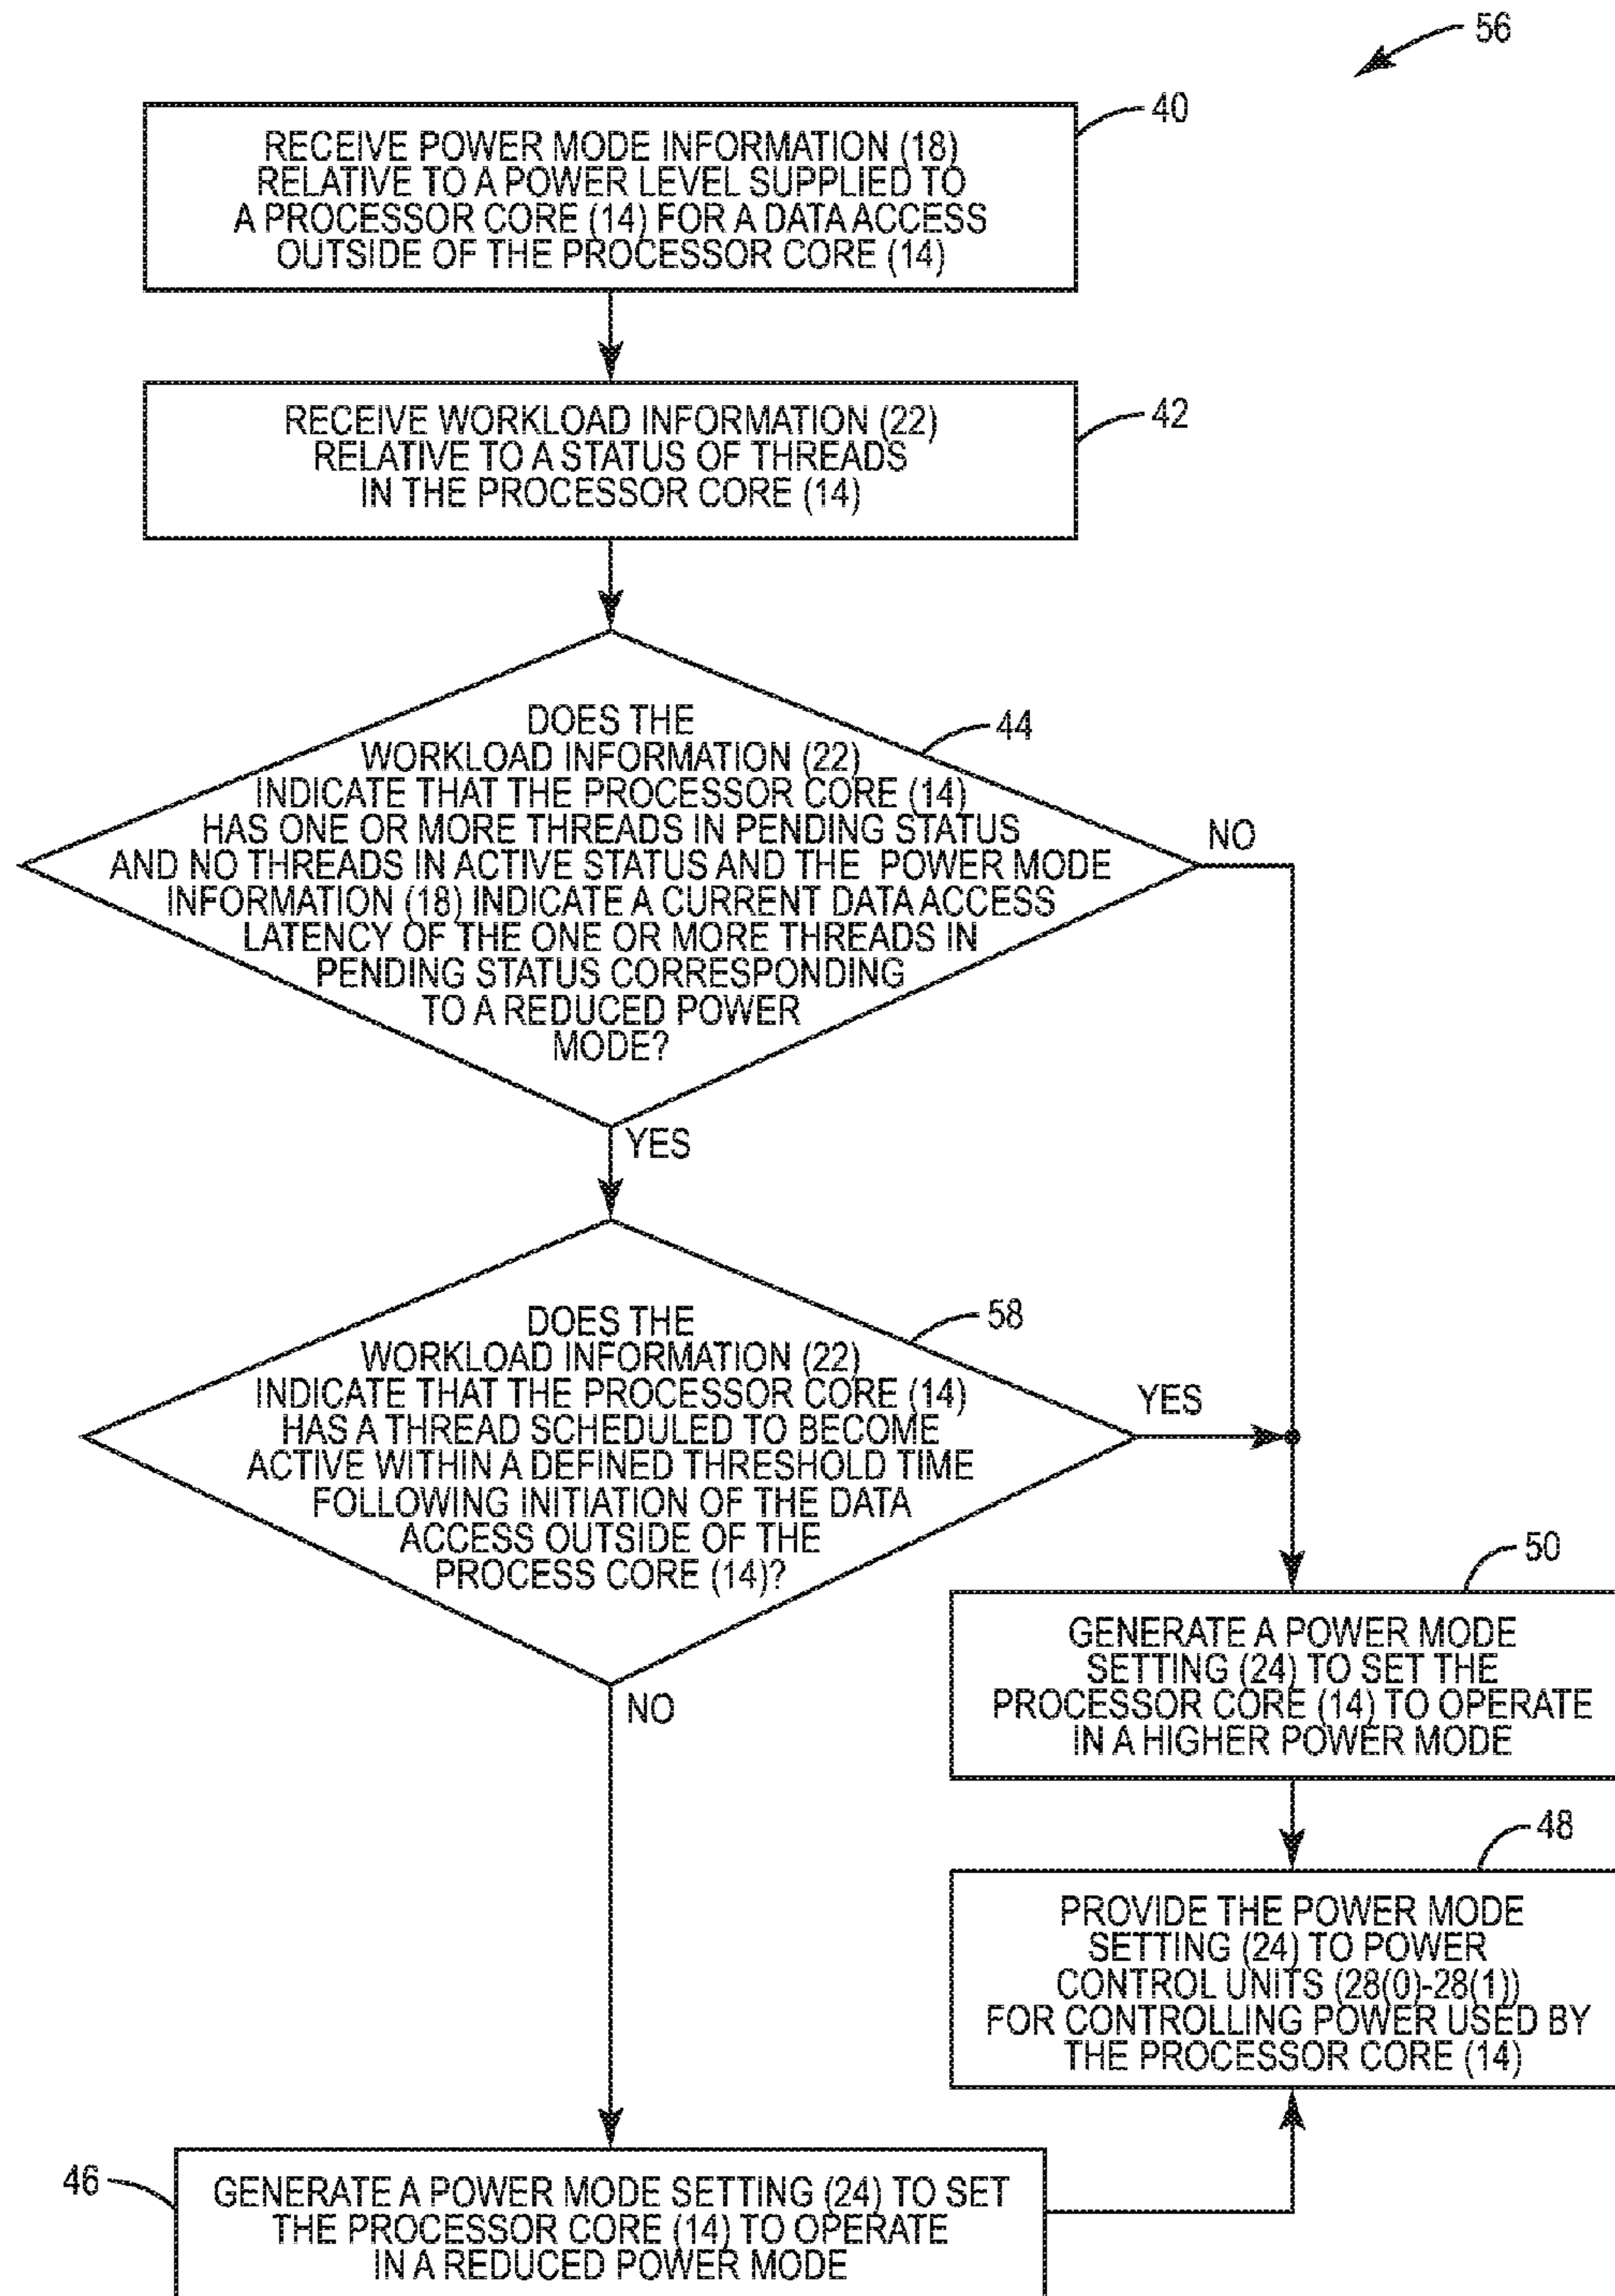 56
40
RECEIVE POWER MODE INFORMATION (18)
RELATIVE TO A POWER LEVEL SUPPLIED TO
A PROCESSOR CORE (14) FOR A DATA ACCESS
OUTSIDE OF THE PROCESSOR CORE (14)
42
RECEIVE WORKLOAD INFORMATION (22)
RELATIVE TO A STATUS OF THREADS
IN THE PROCESSOR CORE (14)
44
DOES THE
WORKLOAD INFORMATION (22)
INDICATE THAT THE PROCESSOR CORE (14)
HAS ONE OR MORE THREADS IN PENDING STATUS
AND NO THREADS IN ACTIVE STATUS AND THE POWER MODE
INFORMATION (18) INDICATE A CURRENT DATA ACCESS
LATENCY OF THE ONE OR MORE THREADS IN
PENDING STATUS CORRESPONDING
TO A REDUCED POWER
MODE?
NO
YES
58
DOES THE
WORKLOAD INFORMATION (22)
INDICATE THAT THE PROCESSOR CORE (14)
HAS A THREAD SCHEDULED TO BECOME
ACTIVE WITHIN A DEFINED THRESHOLD TIME
FOLLOWING INITIATION OF THE DATA
ACCESS OUTSIDE OF THE
PROCESS CORE (14)?
YES
NO
50
GENERATE A POWER MODE
SETTING (24) TO SET THE
PROCESSOR CORE (14) TO OPERATE
IN A HIGHER POWER MODE
48
PROVIDE THE POWER MODE
SETTING (24) TO POWER
CONTROL UNITS (28(0)-28(1))
FOR CONTROLLING POWER USED BY
THE PROCESSOR CORE (14)
46
GENERATE A POWER MODE SETTING (24) TO SET
THE PROCESSOR CORE (14) TO OPERATE
IN A REDUCED POWER MODE